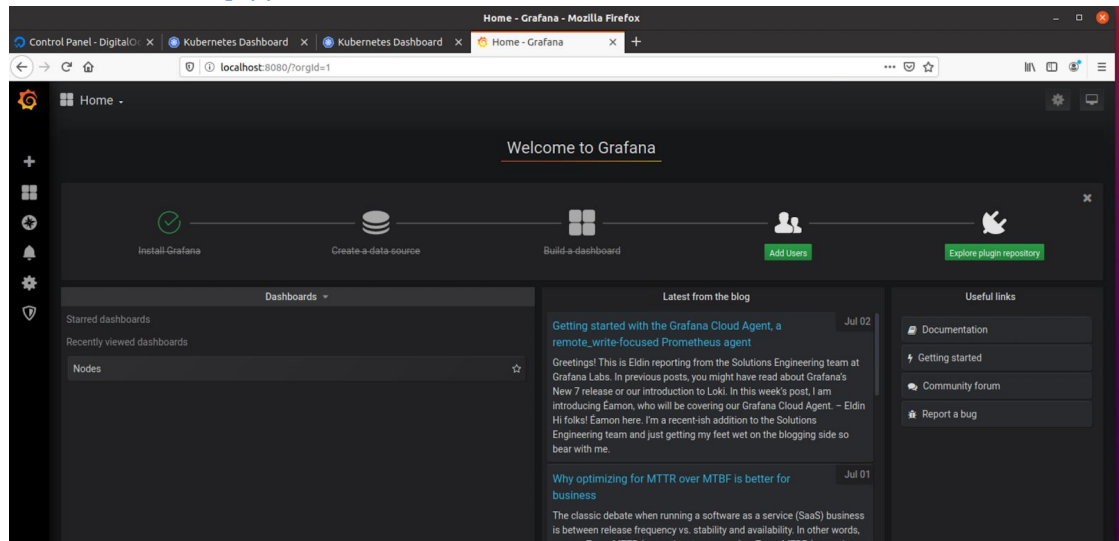 Home - Grafana - Mozilla Firefox
Control Panel - DigitalO
Kubernetes Dashboard
Kubernetes Dashboard
Home - Grafana
localhost:8080/?orgId=1
Home
Welcome to Grafana
Install Grafana
Create a data source
Build a dashboard
Add Users
Explore plugin repository
Dashboards
Starred dashboards
Recently viewed dashboards
Nodes
Latest from the blog
Getting started with the Grafana Cloud Agent, a
remote_write-focused Prometheus agent
Jul 02
Greetings! This is Eldin reporting from the Solutions Engineering team at
Grafana Labs. In previous posts, you might have read about Grafana's
New 7 release or our introduction to Loki. In this week's post, I am
introducing Éamon, who will be covering our Grafana Cloud Agent. – Eldin
Hi folks! Éamon here. I'm a recent-ish addition to the Solutions
Engineering team and just getting my feet wet on the blogging side so
bear with me.
Why optimizing for MTTR over MTBF is better for
business
Jul 01
The classic debate when running a software as a service (SaaS) business
is between release frequency vs. stability and availability. In other words,
Useful links
Documentation
Getting started
Community forum
Report a bug